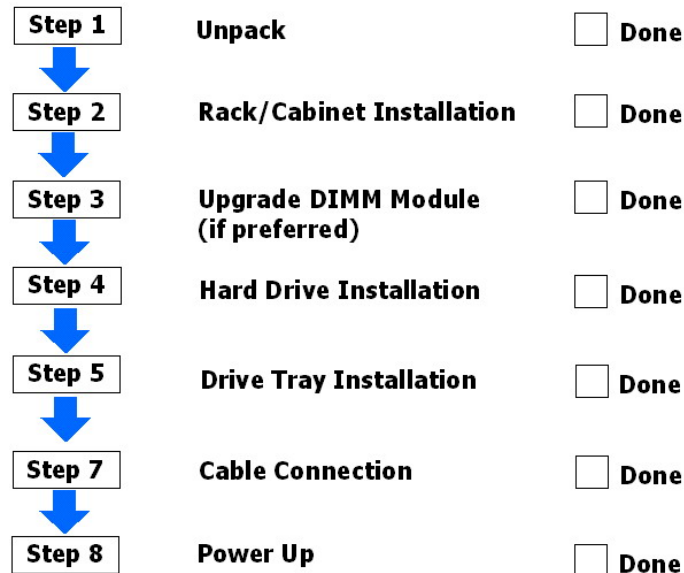 Step 1 Unpack Done
Step 2 Rack/Cabinet Installation Done
Step 3 Upgrade DIMM Module Done
(if preferred)
Step 4 Hard Drive Installation Done
Step 5 Drive Tray Installation Done
Step 7 Cable Connection Done
Step 8 Power Up Done